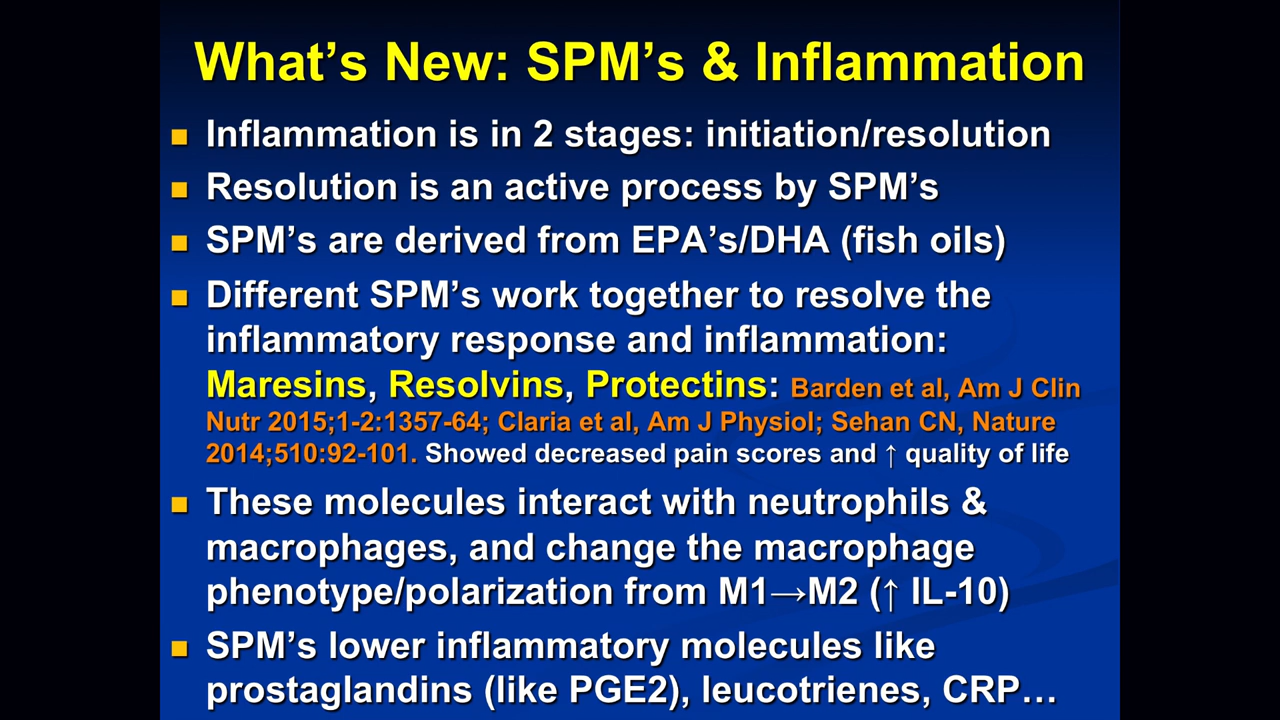 What’s New: SPM’s & Inflammation
Inflammation is in 2 stages: initiation/resolution
Resolution is an active process by SPM’s
SPM’s are derived from EPA’s/DHA (fish oils)
Different SPM’s work together to resolve the
inflammatory response and inflammation:
Maresins, Resolvins, Protectins: Barden et al, Am J Clin
Nutr 2015;1-2:1357-64; Claria et al, Am J Physiol; Sehan CN, Nature
2014;510:92-101. Showed decreased pain scores and ↑ quality of life
These molecules interact with neutrophils &
macrophages, and change the macrophage
phenotype/polarization from M1→M2 (↑ IL-10)
SPM’s lower inflammatory molecules like
prostaglandins (like PGE2), leucotrienes, CRP…